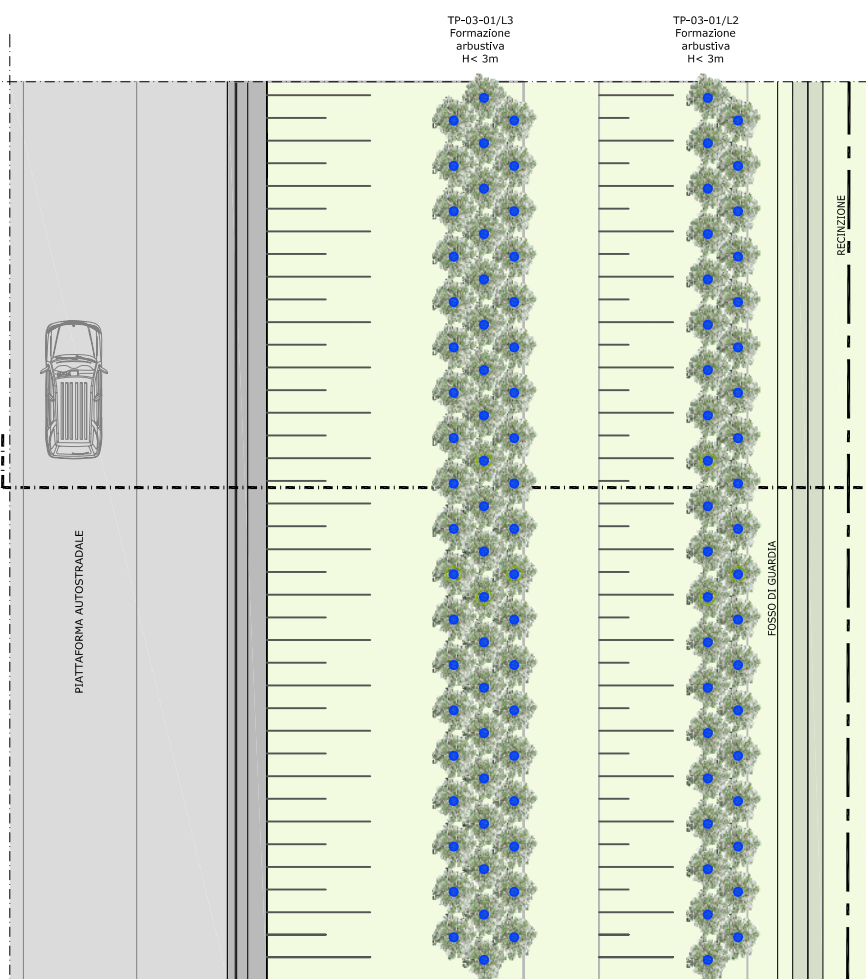 TP-03-01/L3
Formazione
arbustiva
H< 3m
TP-03-01/L2
Formazione
arbustiva
H< 3m
RECINZIONE
PIATTAFORMA AUTOSTRADALE
FOSSO DI GUARDIA